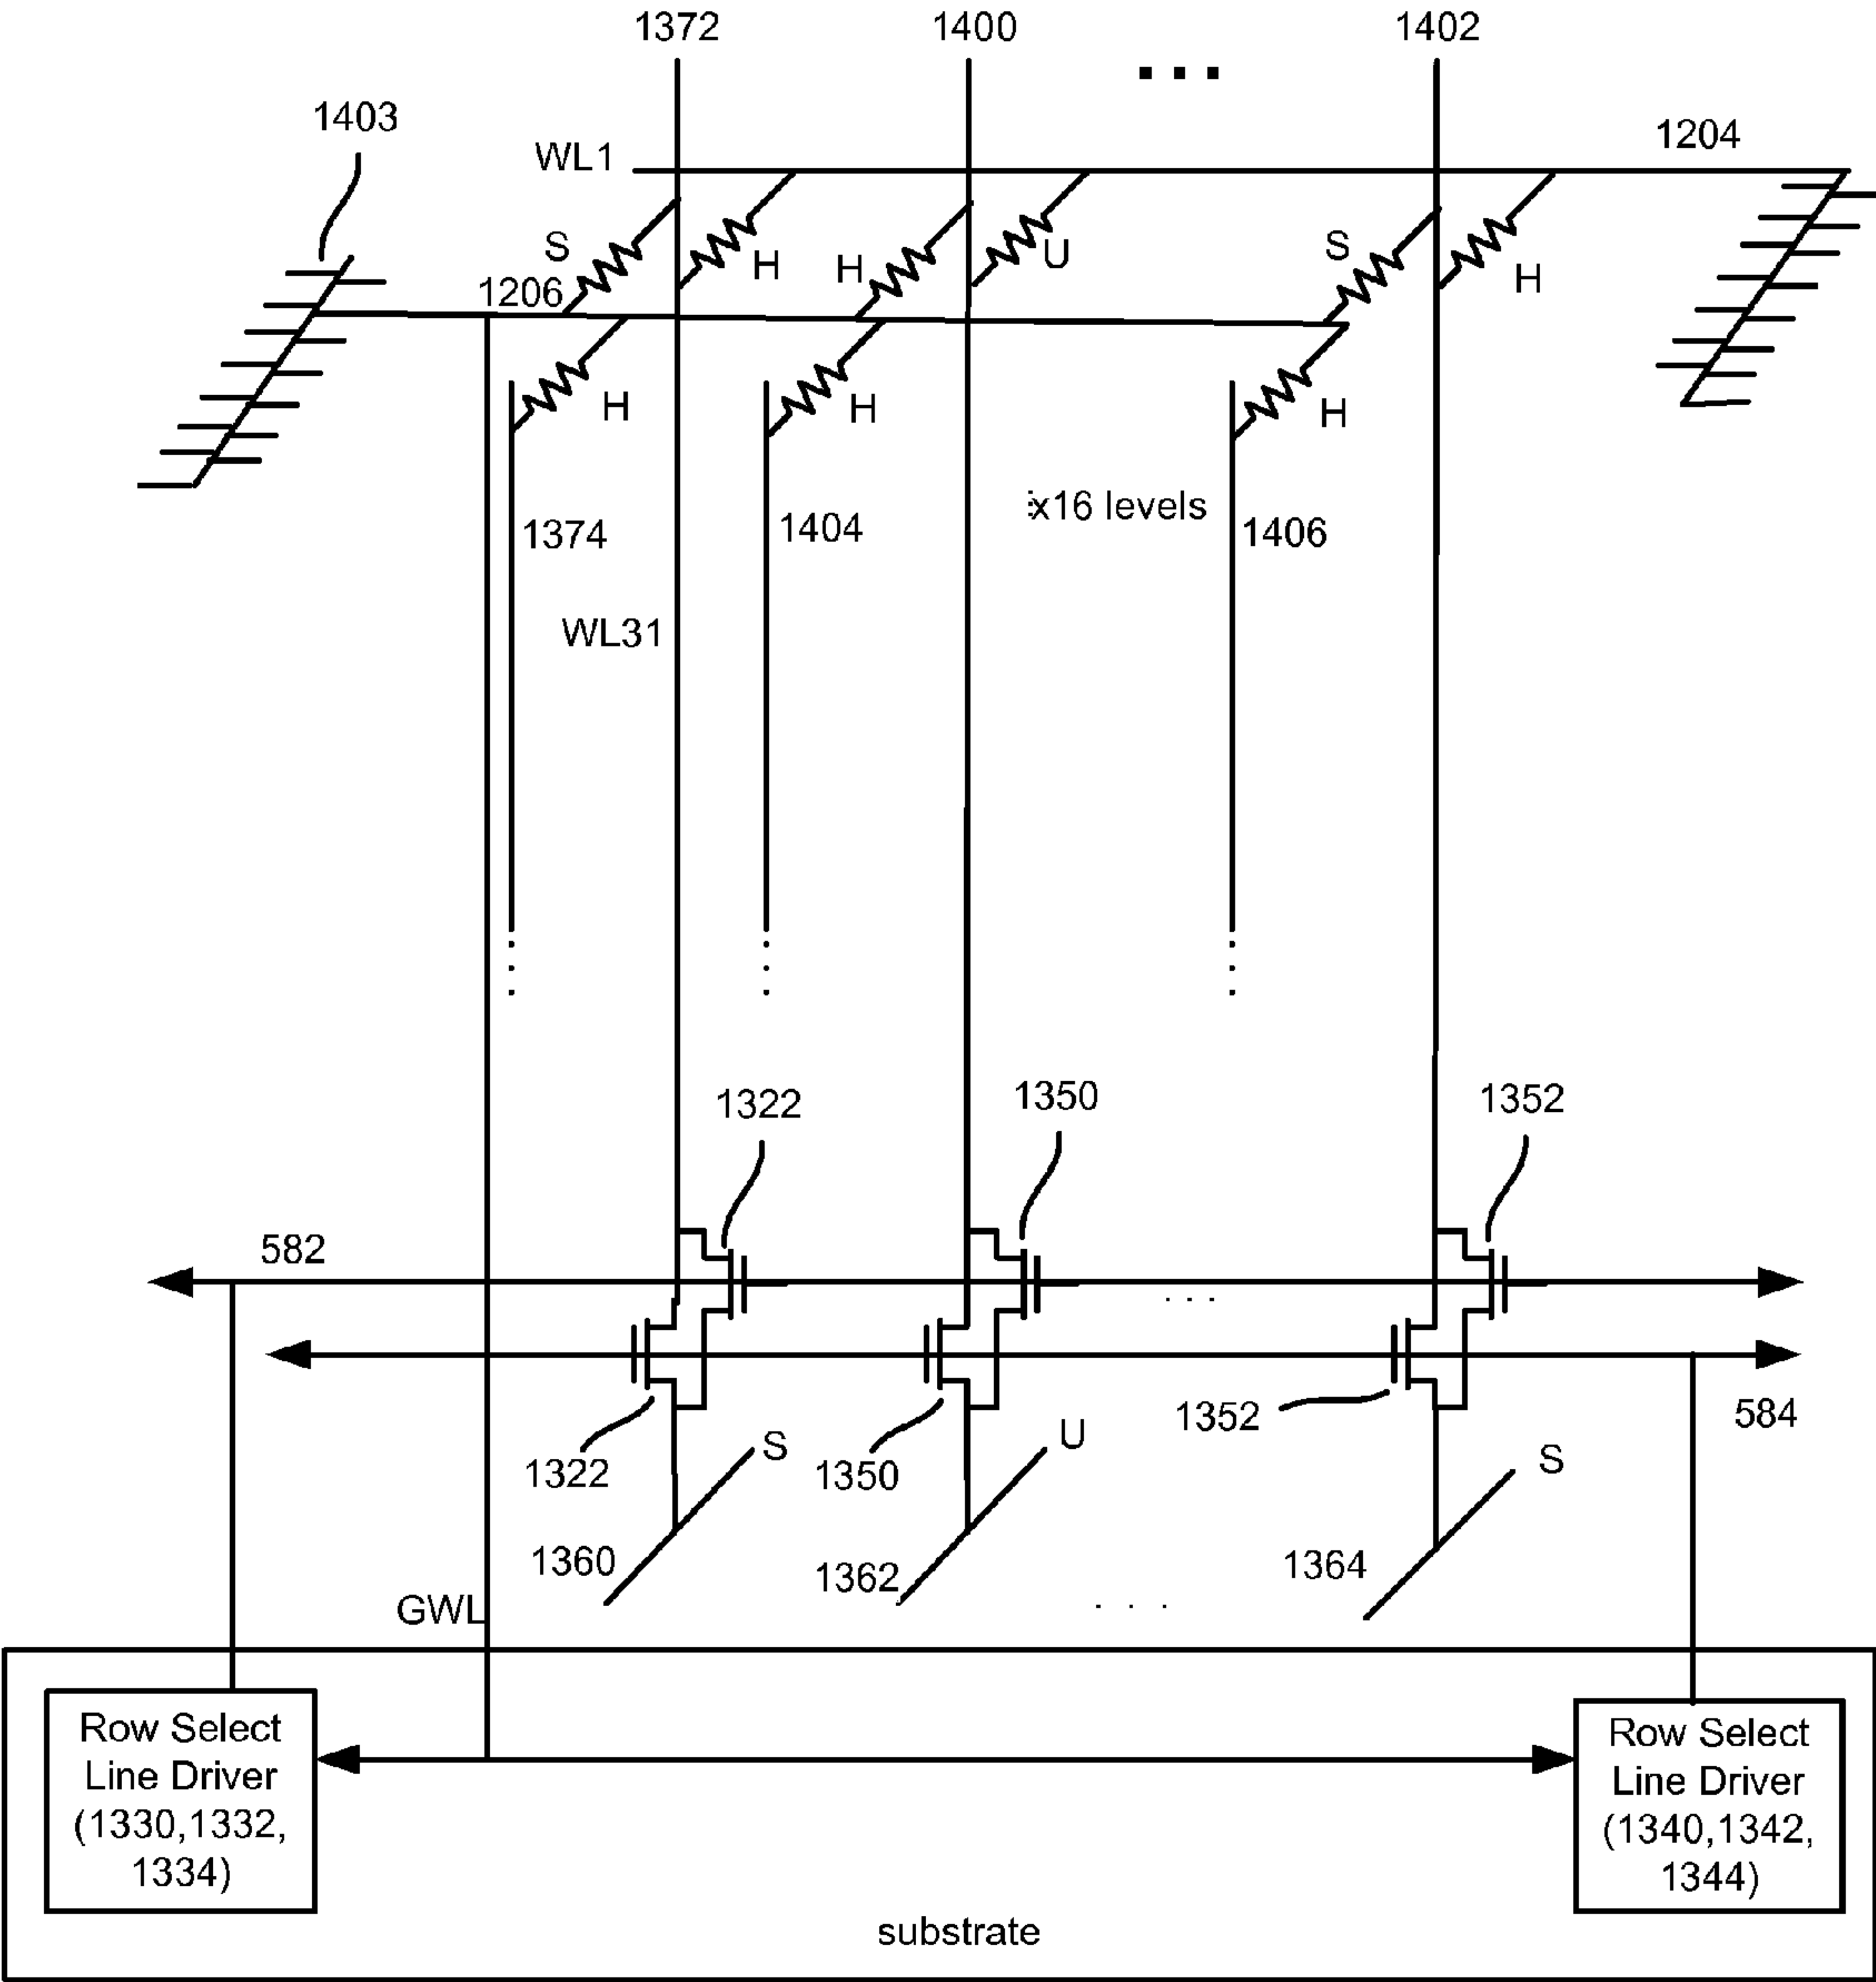 1372
1400
1402
1403
WL1
1204
S
H
H
U
S
H
1206
H
H
H
1374
1404
x16 levels
1406
WL31
1322
1350
1352
582
1322
1350
1352
584
S
U
S
1360
1362
1364
GWL
Row Select
Line Driver
(1330,1332,
1334)
Row Select
Line Driver
(1340,1342,
1344)
substrate